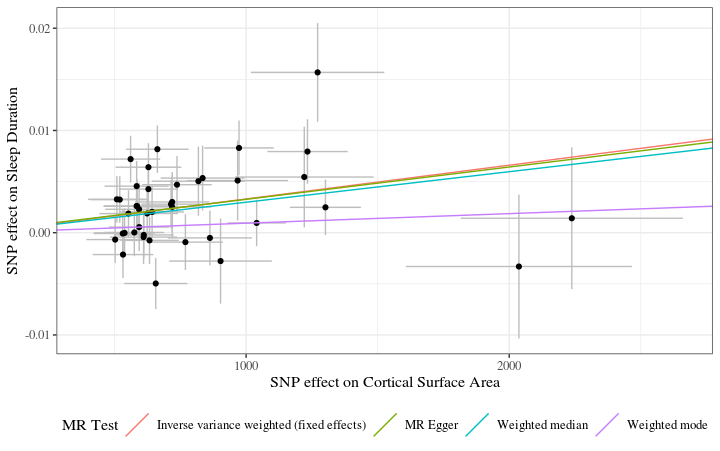 0.02
0.01
0.00
-0.01
SNP effect on Sleep Duration
1000
2000
SNP effect on Cortical Surface Area
MR Test
Inverse variance weighted (fixed effects)
MR Egger
Weighted median
Weighted mode